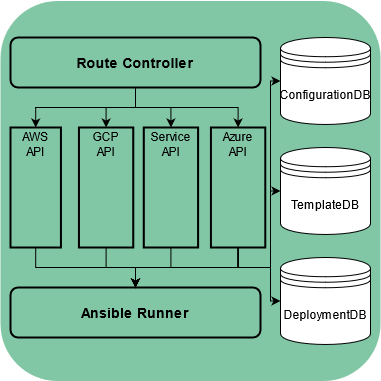 Route Controller
AWS
API
GCP
API
Service
API
Azure
API
ConfigurationDB
TemplateDB
DeploymentDB
Ansible Runner